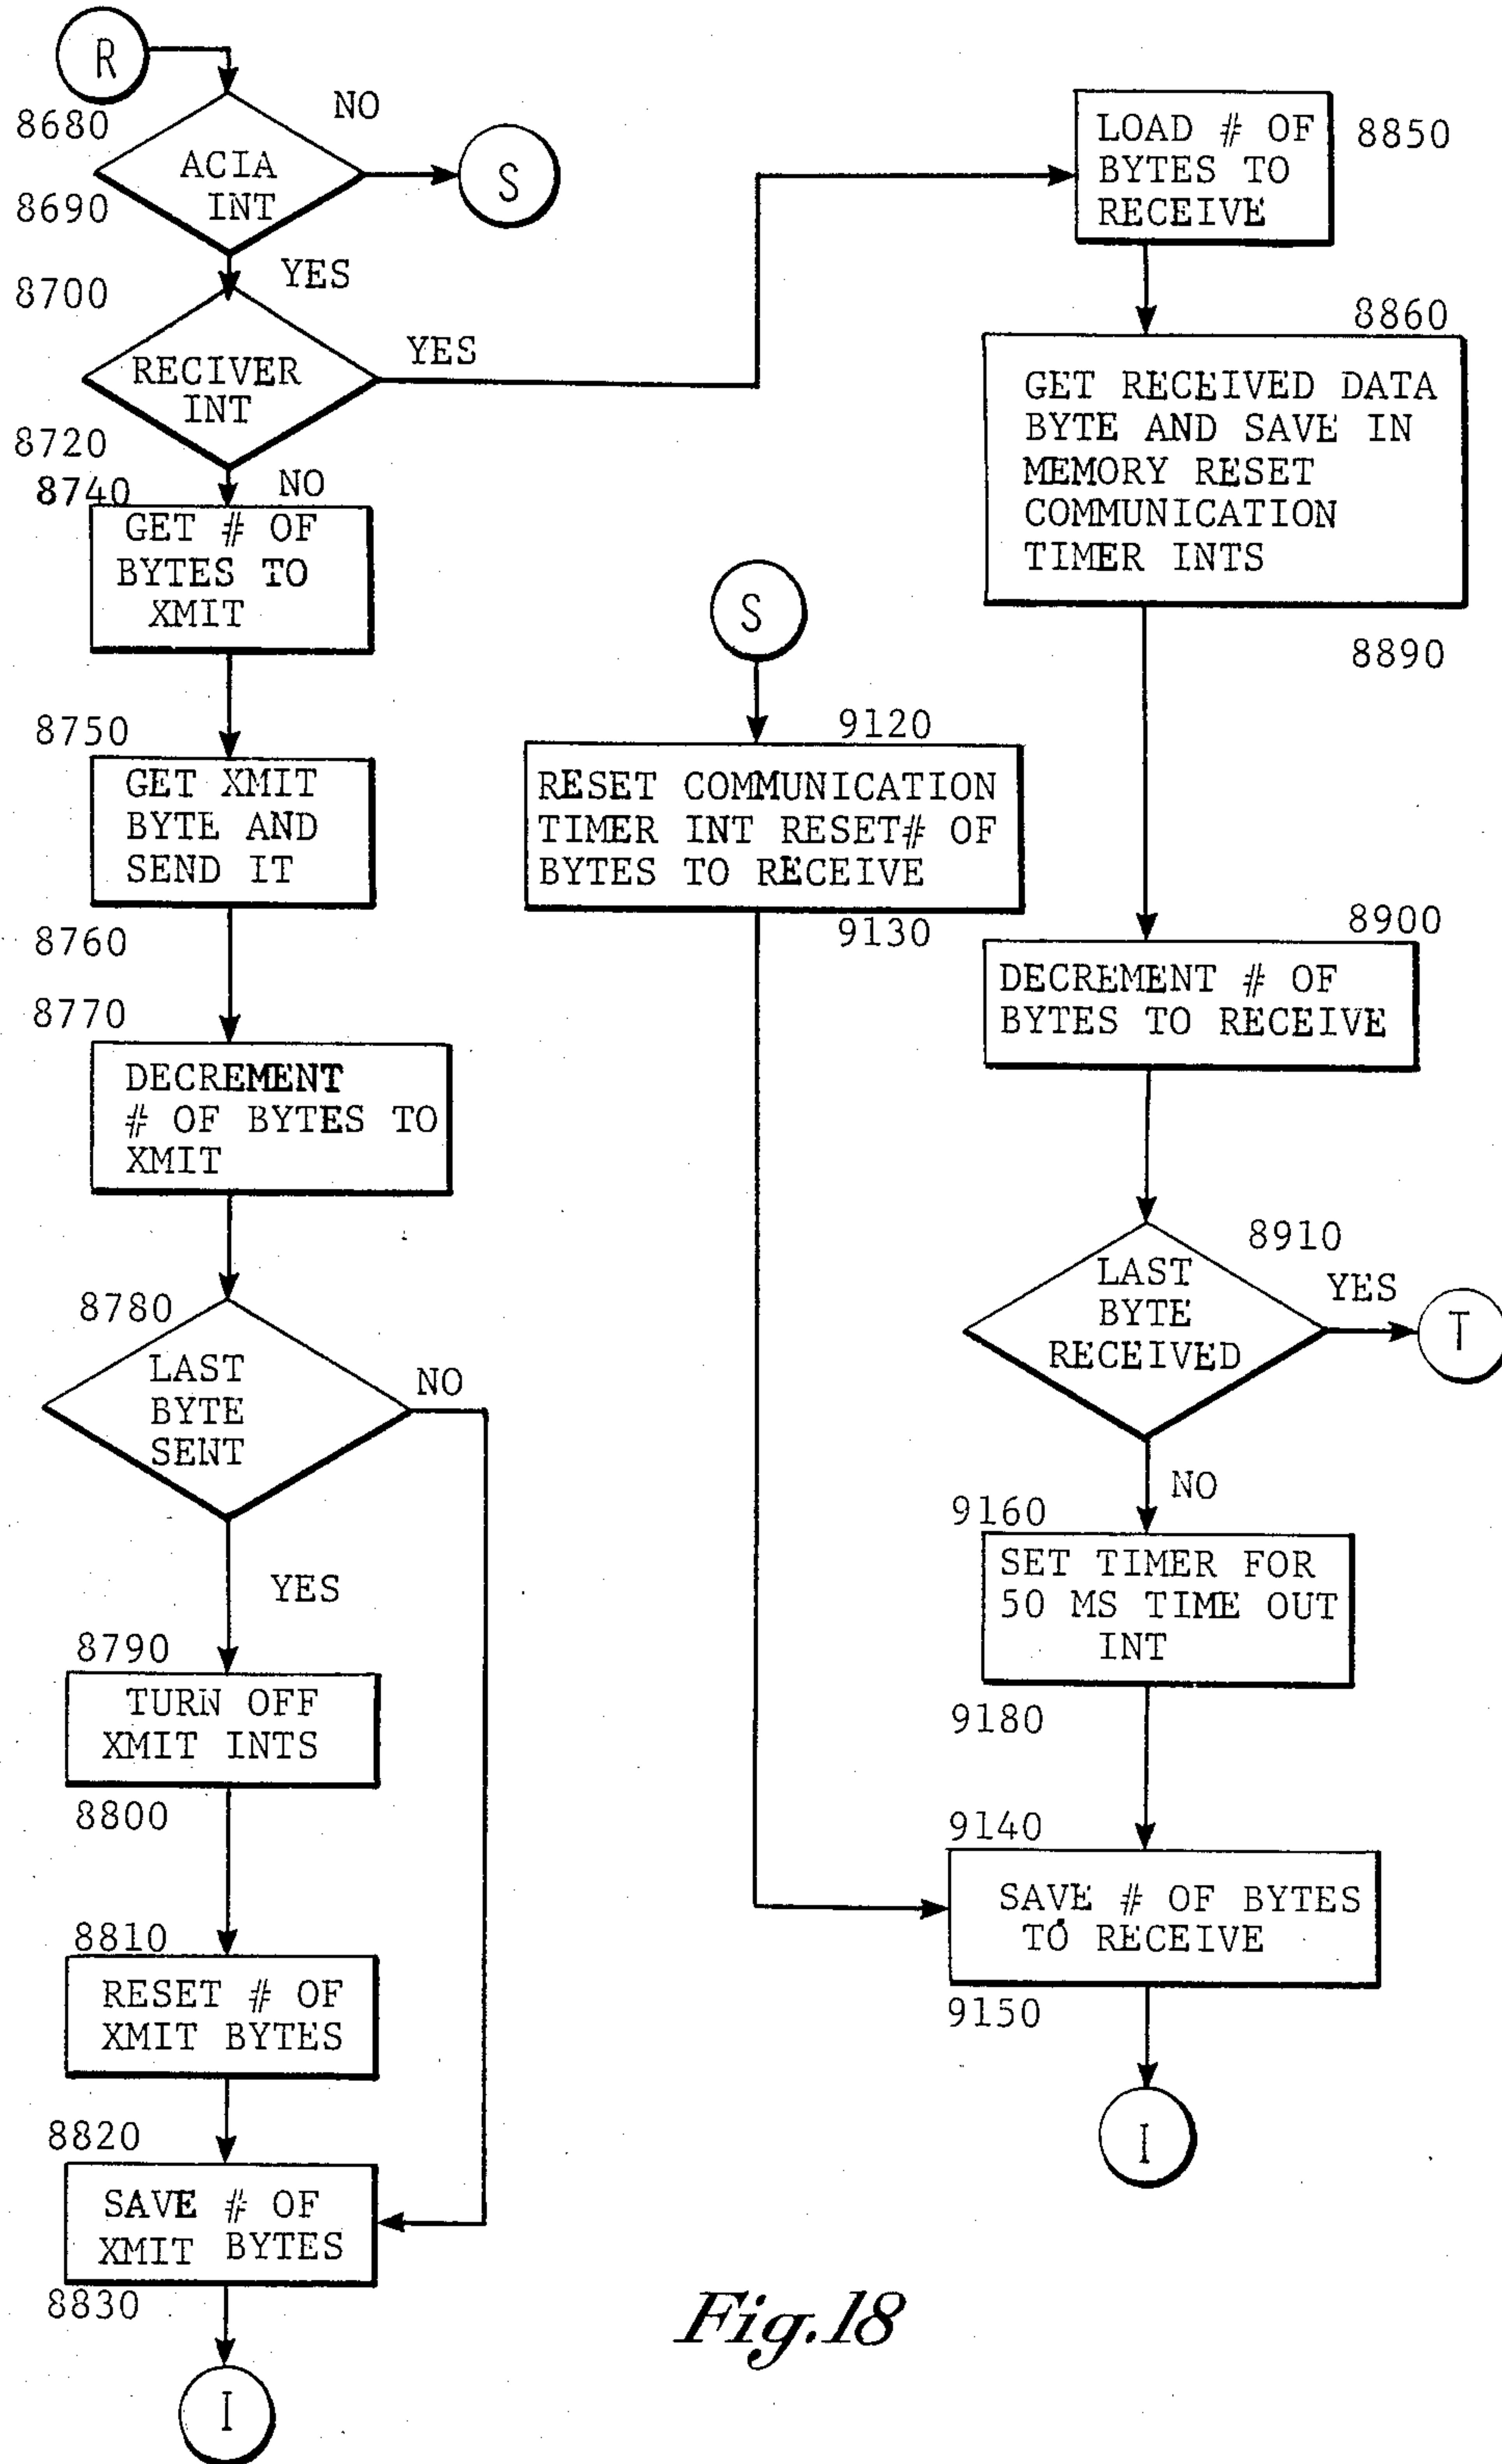 R
8680
NO
ACIA
INT
S
8690
YES
8700
RECIVER
INT
YES
8720
NO
8740
GET # OF
BYTES TO
XMIT
8750
GET XMIT
BYTE AND
SEND IT
8760
8770
DECREMENT
# OF BYTES TO
XMIT
8780
LAST
BYTE
SENT
NO
YES
8790
TURN OFF
XMIT INTS
8800
8810
RESET # OF
XMIT BYTES
8820
SAVE # OF
XMIT BYTES
8830
I
S
9120
RESET COMMUNICATION
TIMER INT RESET# OF
BYTES TO RECEIVE
9130
LOAD # OF
BYTES TO
RECEIVE
8850
8860
GET RECEIVED DATA
BYTE AND SAVE IN
MEMORY RESET
COMMUNICATION
TIMER INTS
8890
8900
DECREMENT # OF
BYTES TO RECEIVE
8910
LAST
BYTE
RECEIVED
YES
T
NO
9160
SET TIMER FOR
50 MS TIME OUT
INT
9180
9140
SAVE # OF BYTES
TO RECEIVE
9150
I
Fig.18